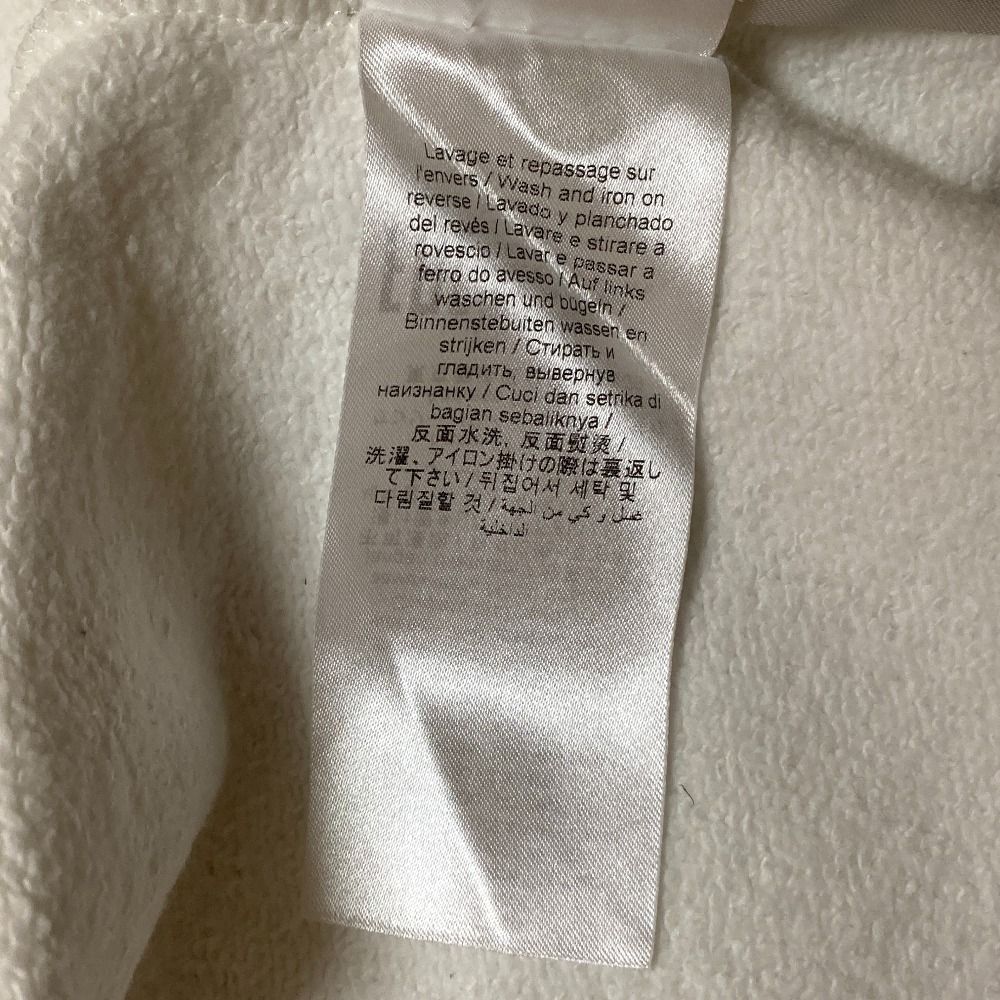 Lavage et repassage sur
l'envers / Wash and iron on
reverse / Lavado y planchado
del revés / Lavare e stirare a
rovescio / Lavar e passar a
ferro do avesso / Auf links
waschen und bügeln /
Binnenstebuiten wassen en
strijken / Стирать и
гладить, вывернув
наизнанку / Cuci dan setrika di
bagian sebaliknya /
反面水洗, 反面熨烫 /
洗濯、アイロン掛けの際は裏返し
て下さい / 뒤집어서 세탁 및
다림질할 것 / غسل و كي من الجهة
الداخلية